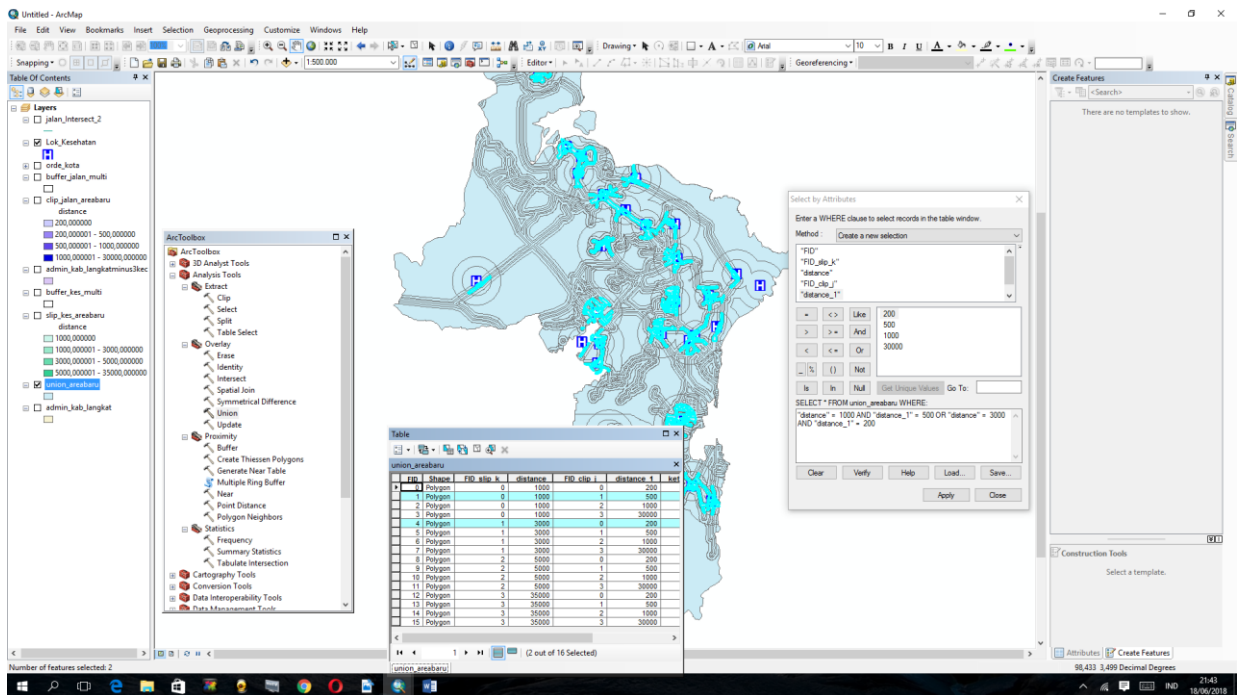 Untitled - ArcMap
File Edit View Bookmarks Insert Selection Geoprocessing Customize Windows Help
Drawing Arial 10 B I U A
Snapping 1:500.000 Editor Georeferencing
Table Of Contents
Layers
jalan_Intersect_2
Lok_Kesehatan
H
orde_kota
buffer_jalan_multi
clip_jalan_areabaru
distance
200,000000
200,000001 - 500,000000
500,000001 - 1000,000000
1000,000001 - 30000,000000
admin_kab_langkatminus3kec
buffer_kes_multi
slip_kes_areabaru
distance
1000,000000
1000,000001 - 3000,000000
3000,000001 - 5000,000000
5000,000001 - 35000,000000
union_areabaru
admin_kab_langkat
ArcToolbox
ArcToolbox
3D Analyst Tools
Analysis Tools
Extract
Clip
Select
Split
Table Select
Overlay
Erase
Identity
Intersect
Spatial Join
Symmetrical Difference
Union
Update
Proximity
Buffer
Create Thiessen Polygons
Generate Near Table
Multiple Ring Buffer
Near
Point Distance
Polygon Neighbors
Statistics
Frequency
Summary Statistics
Tabulate Intersection
Cartography Tools
Conversion Tools
Data Interoperability Tools
Data Management Tools
Table
union_areabaru
FID Shape FID_slip_k distance FID_clip_j distance_1 ket
0 Polygon 0 1000 0 200
1 Polygon 0 1000 1 500
2 Polygon 0 1000 2 1000
3 Polygon 0 1000 3 30000
4 Polygon 1 3000 0 200
5 Polygon 1 3000 1 500
6 Polygon 1 3000 2 1000
7 Polygon 1 3000 3 30000
8 Polygon 2 5000 0 200
9 Polygon 2 5000 1 500
10 Polygon 2 5000 2 1000
11 Polygon 2 5000 3 30000
12 Polygon 3 35000 0 200
13 Polygon 3 35000 1 500
14 Polygon 3 35000 2 1000
15 Polygon 3 35000 3 30000
1 (2 out of 16 Selected)
union_areabaru
Select by Attributes
Enter a WHERE clause to select records in the table window.
Method : Create a new selection
"FID"
"FID_slip_k"
"distance"
"FID_clip_j"
"distance_1"
= < > Like 200
500
> > = And 1000
30000
< < = Or
_ % ( ) Not
Is In Null Get Unique Values Go To:
SELECT * FROM union_areabaru WHERE:
"distance" = 1000 AND "distance_1" = 500 OR "distance" = 3000
AND "distance_1" = 200
Clear Verify Help Load... Save...
Apply Close
Create Features
<Search>
There are no templates to show.
Catalog
Search
Construction Tools
Select a template.
Attributes Create Features
Number of features selected: 2
98,433 3,499 Decimal Degrees
IND
21:43
18/06/2018